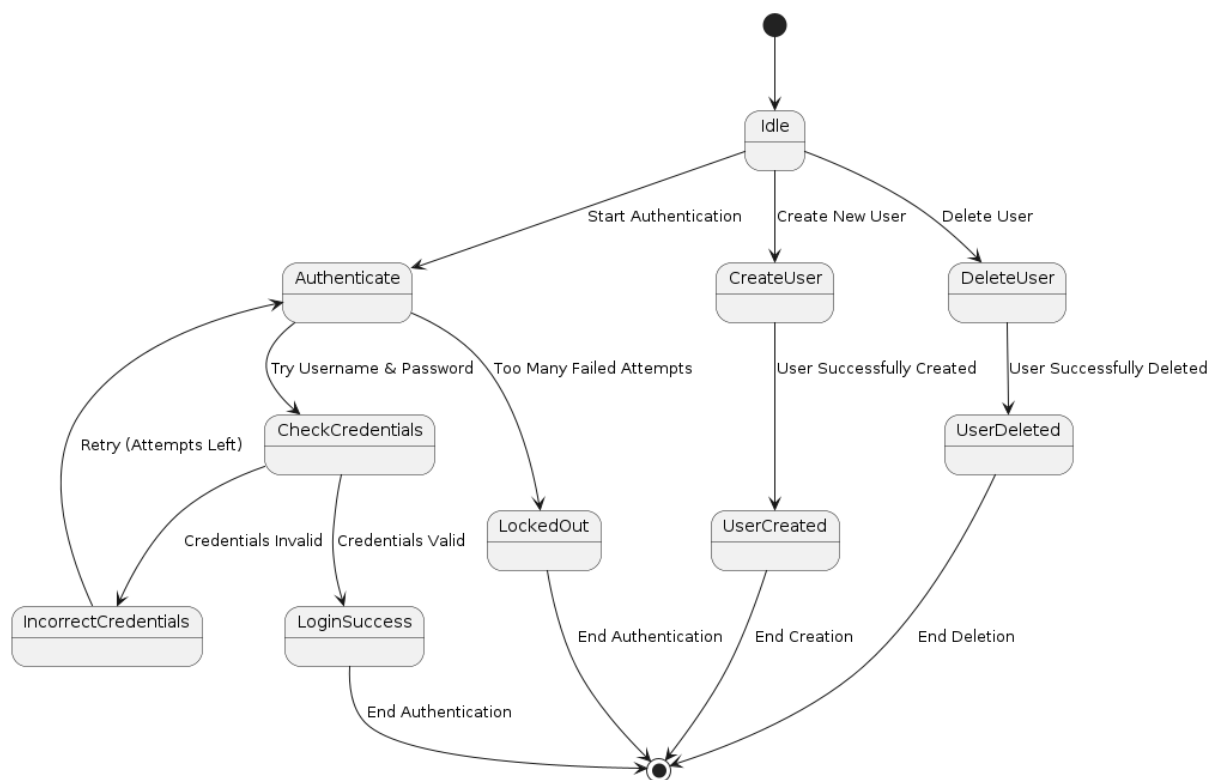 Idle
Start Authentication
Create New User
Delete User
Authenticate
CreateUser
DeleteUser
Try Username & Password
Too Many Failed Attempts
User Successfully Created
User Successfully Deleted
Retry (Attempts Left)
CheckCredentials
UserDeleted
LockedOut
UserCreated
Credentials Invalid
Credentials Valid
IncorrectCredentials
LoginSuccess
End Authentication
End Creation
End Deletion
End Authentication